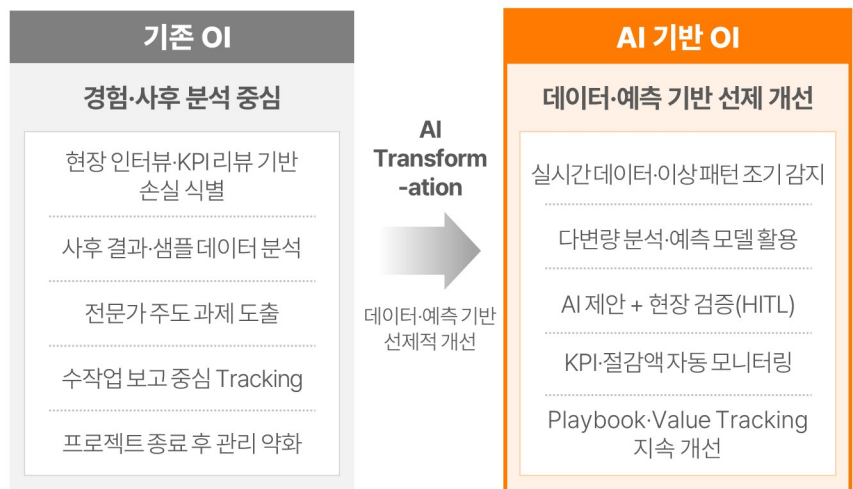 기존 OI
경험·사후 분석 중심
현장 인터뷰·KPI 리뷰 기반
손실 식별
사후 결과·샘플 데이터 분석
전문가 주도 과제 도출
수작업 보고 중심 Tracking
프로젝트 종료 후 관리 약화
AI
Transform
-ation
데이터·예측 기반
선제적 개선
AI 기반 OI
데이터·예측 기반 선제 개선
실시간 데이터·이상 패턴 조기 감지
다변량 분석·예측 모델 활용
AI 제안 + 현장 검증(HITL)
KPI·절감액 자동 모니터링
Playbook·Value Tracking
지속 개선